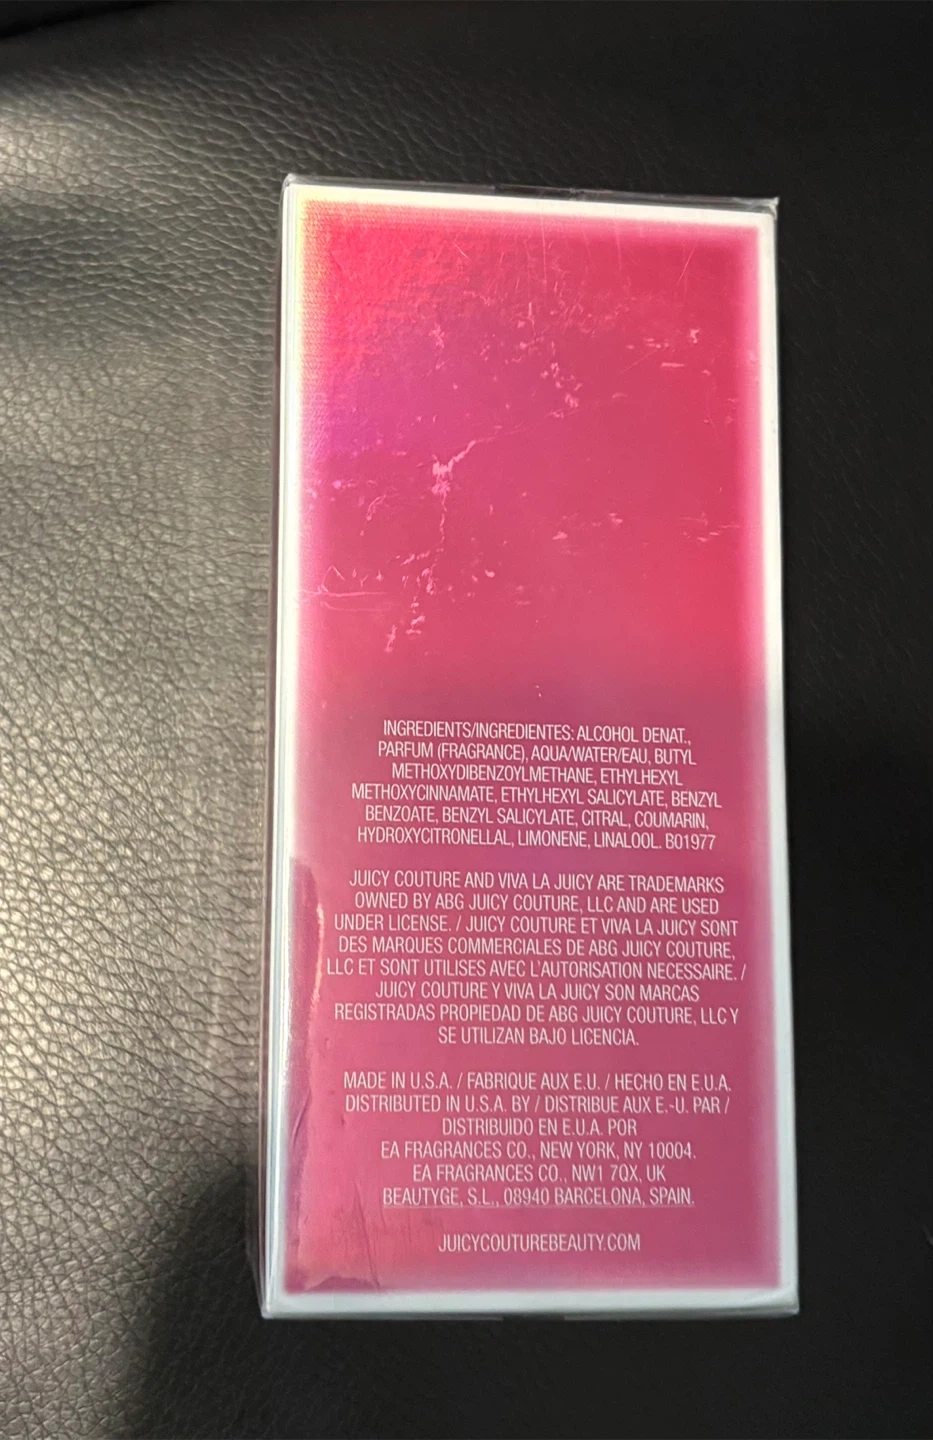 INGREDIENTS/INGREDIENTES: ALCOHOL DENAT.,
PARFUM (FRAGRANCE), AQUA/WATER/EAU, BUTYL
METHOXYDIBENZOYLMETHANE, ETHYLHEXYL
METHOXYCINNAMATE, ETHYLHEXYL SALICYLATE, BENZYL
BENZOATE, BENZYL SALICYLATE, CITRAL, COUMARIN,
HYDROXYCITRONELLAL, LIMONENE, LINALOOL. B01977
JUICY COUTURE AND VIVA LA JUICY ARE TRADEMARKS
OWNED BY ABG JUICY COUTURE, LLC AND ARE USED
UNDER LICENSE. / JUICY COUTURE ET VIVA LA JUICY SONT
DES MARQUES COMMERCIALES DE ABG JUICY COUTURE,
LLC ET SONT UTILISES AVEC L'AUTORISATION NECESSAIRE. /
JUICY COUTURE Y VIVA LA JUICY SON MARCAS
REGISTRADAS PROPIEDAD DE ABG JUICY COUTURE, LLC Y
SE UTILIZAN BAJO LICENCIA.
MADE IN U.S.A. / FABRIQUE AUX E.U. / HECHO EN E.U.A.
DISTRIBUTED IN U.S.A. BY / DISTRIBUE AUX E.-U. PAR /
DISTRIBUIDO EN E.U.A. POR
EA FRAGRANCES CO., NEW YORK, NY 10004.
EA FRAGRANCES CO., NW1 7QX, UK
BEAUTYGE, S.L., 08940 BARCELONA, SPAIN.
JUICYCOUTUREBEAUTY.COM